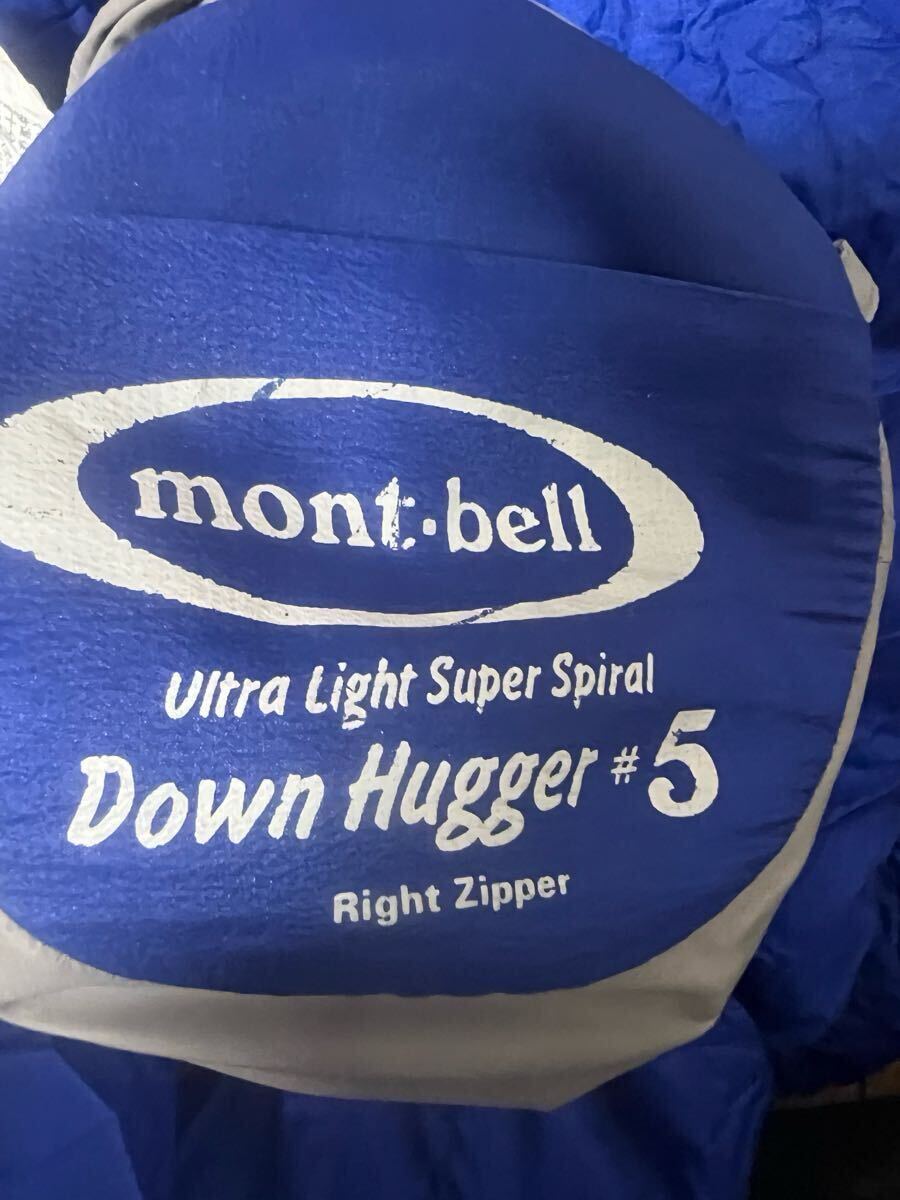 mont·bell
Ultra Light Super Spiral
Down Hugger #5
Right Zipper